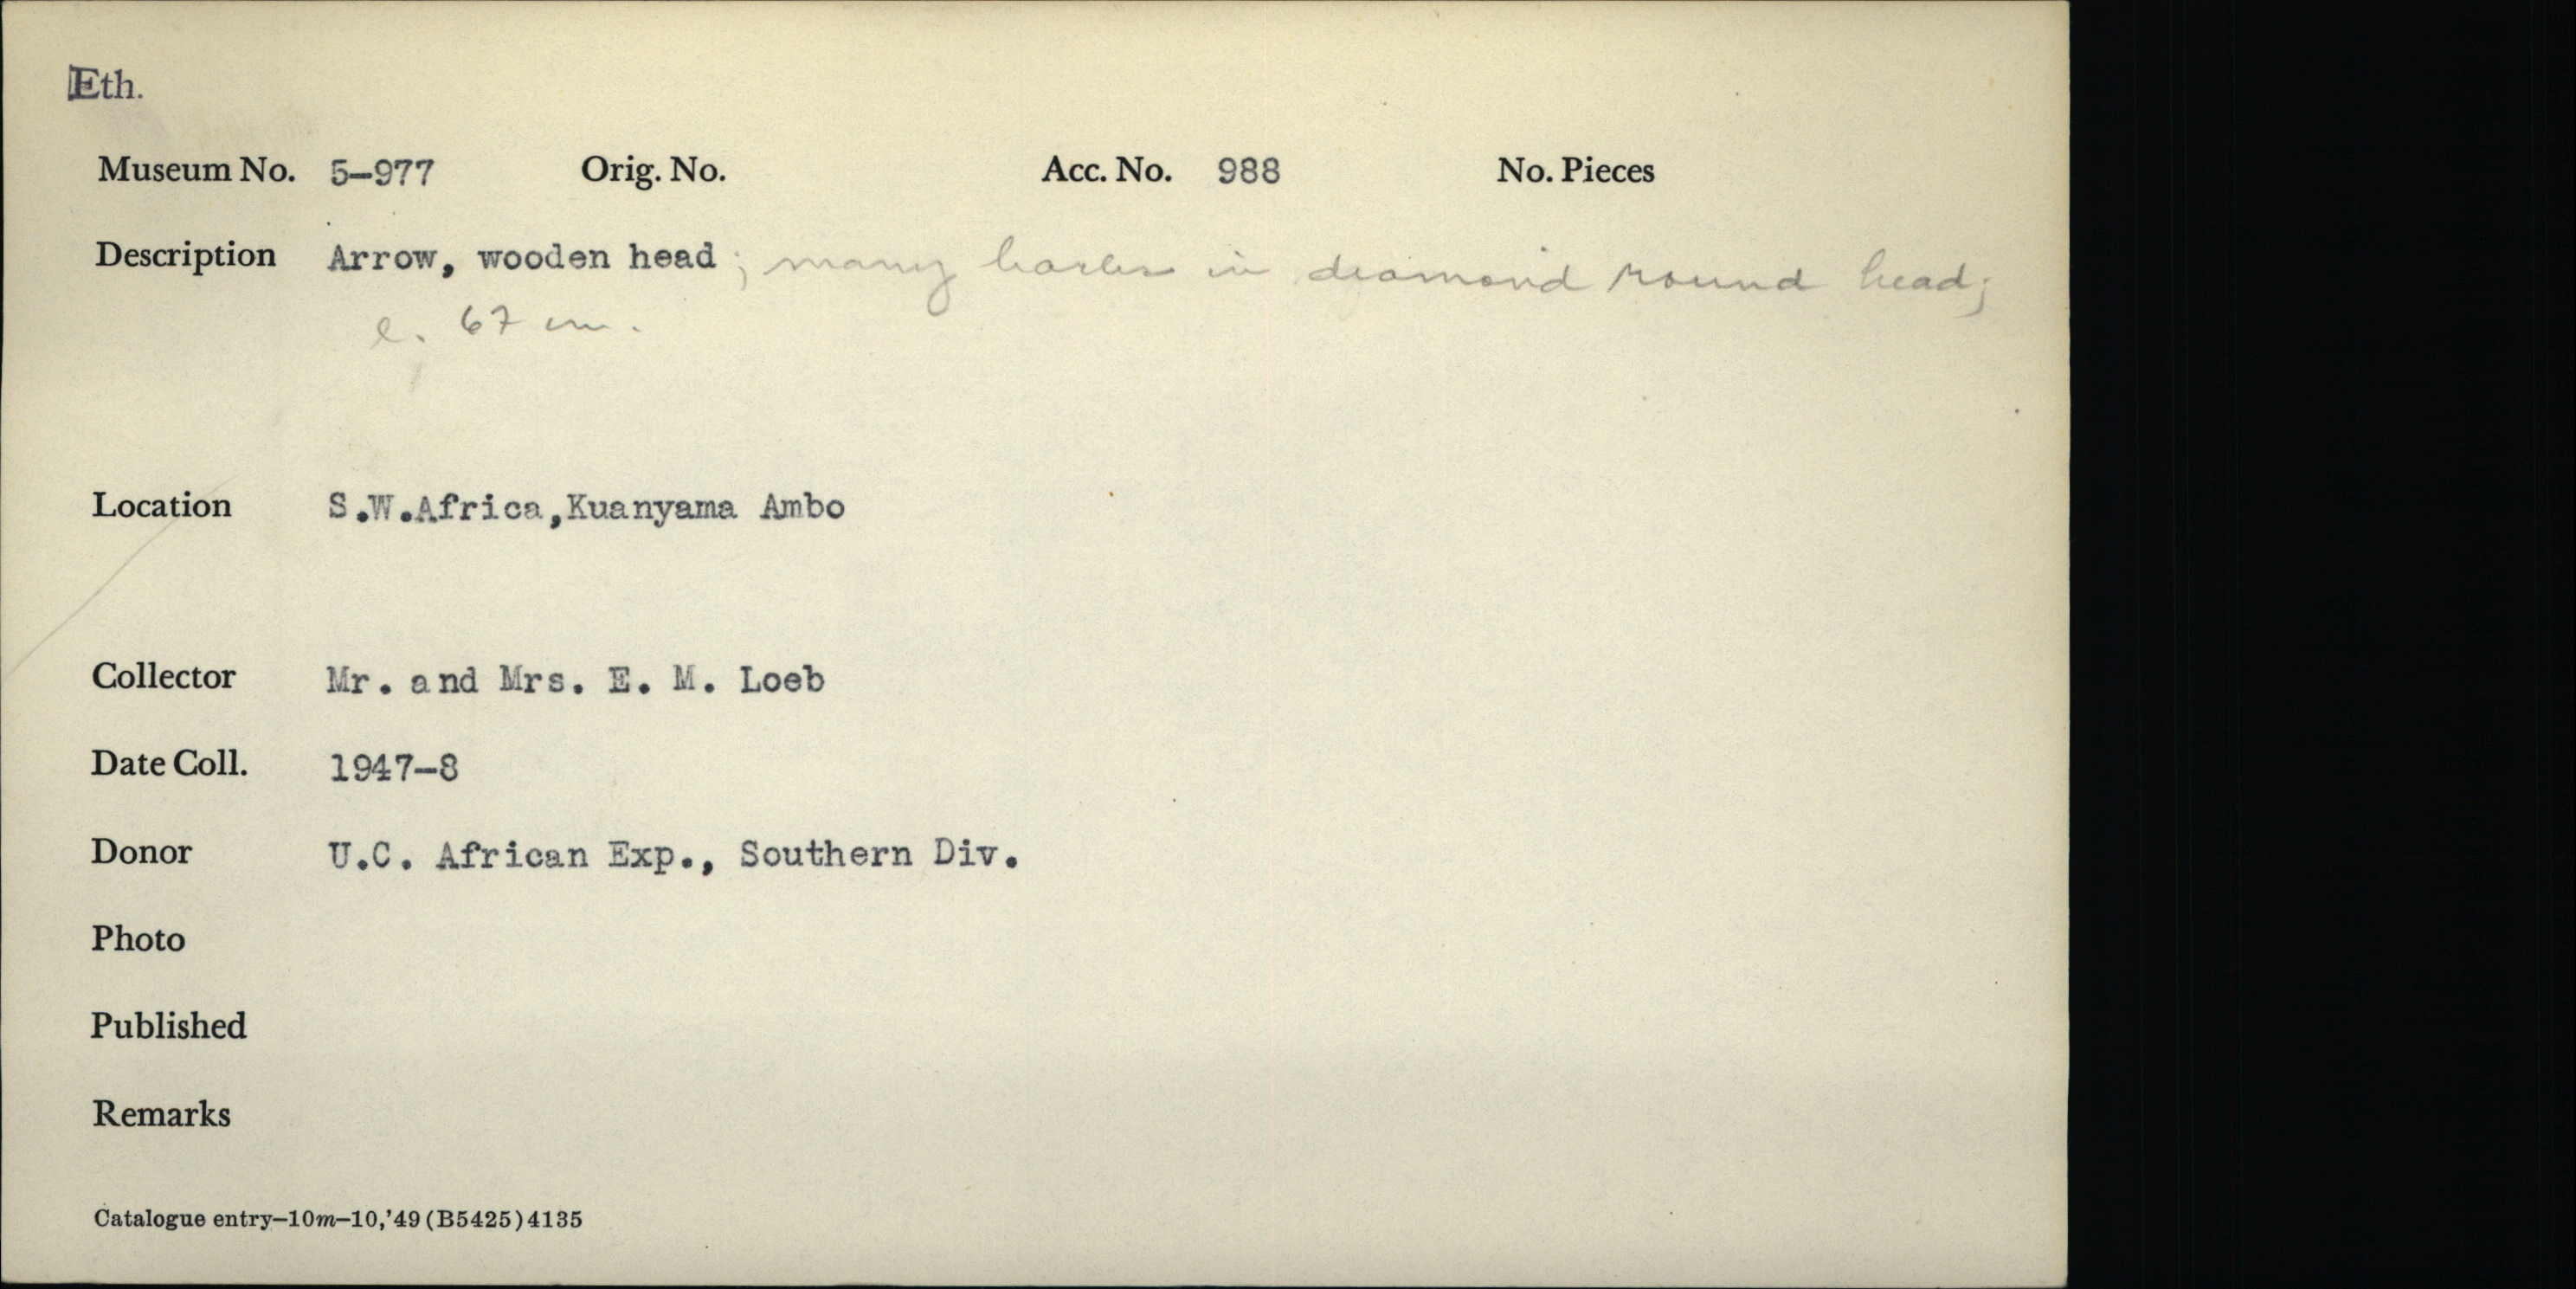 Eth.
Museum No. 5-977 Orig. No. Acc. No. 988 No. Pieces
Description Arrow, wooden head; many barbs in diamond round head;
l. 67 cm.
Location S.W.Africa,Kuanyama Ambo
Collector Mr. and Mrs. E. M. Loeb
Date Coll. 1947-8
Donor U.C. African Exp., Southern Div.
Photo
Published
Remarks
Catalogue entry—10m—10,'49(B5425)4135